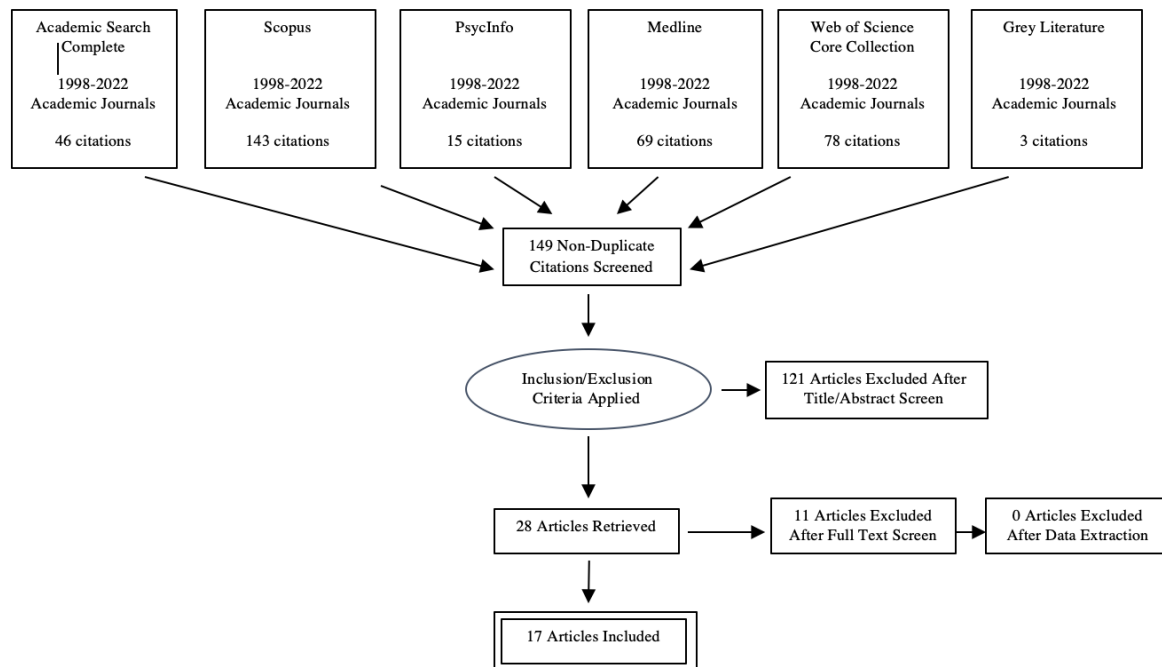 Academic Search
Complete
1998-2022
Academic Journals
46 citations
Scopus
1998-2022
Academic Journals
143 citations
PsycInfo
1998-2022
Academic Journals
15 citations
Medline
1998-2022
Academic Journals
69 citations
Web of Science
Core Collection
1998-2022
Academic Journals
78 citations
Grey Literature
1998-2022
Academic Journals
3 citations
149 Non-Duplicate
Citations Screened
Inclusion/Exclusion
Criteria Applied
121 Articles Excluded After
Title/Abstract Screen
28 Articles Retrieved
11 Articles Excluded
After Full Text Screen
0 Articles Excluded
After Data Extraction
17 Articles Included